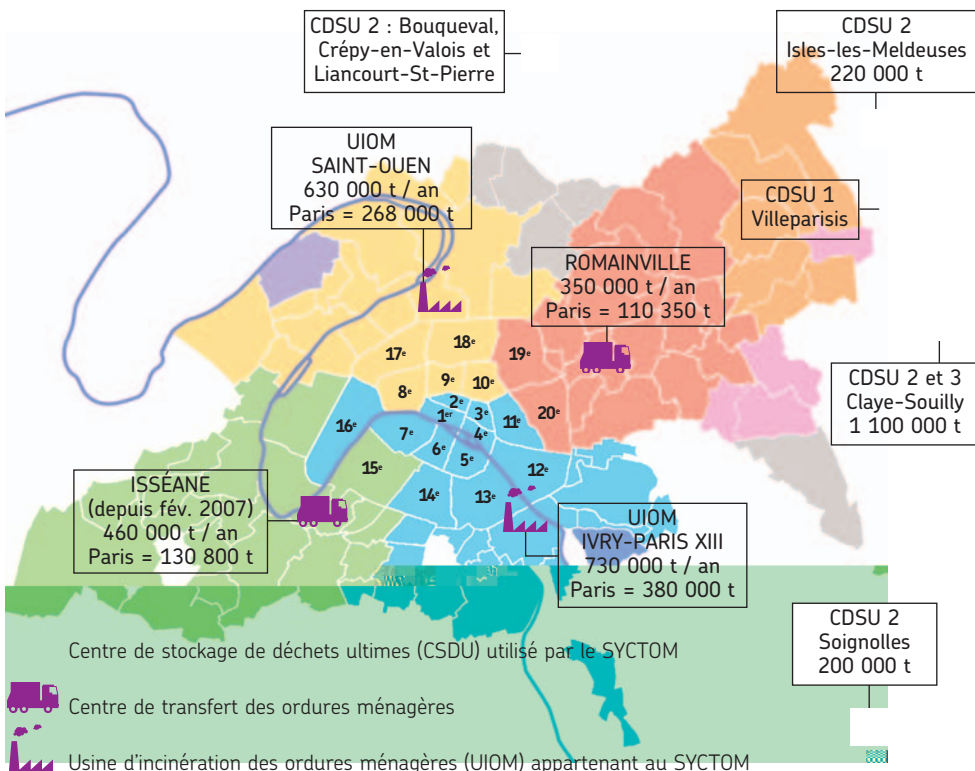 CDSU 2 : Bouqueval,
Crépy-en-Valois et
Liancourt-St-Pierre
CDSU 2
Isles-les-Meldeuses
220 000 t
UIOM
SAINT-OUEN
630 000 t / an
Paris = 268 000 t
CDSU 1
Villeparisis
ROMAINVILLE
350 000 t / an
Paris = 110 350 t
17e
18e
19e
8e
9e
10e
2e
1er
3e
11e
20e
16e
7e
4e
6e
5e
15e
12e
14e
13e
CDSU 2 et 3
Claye-Souilly
1 100 000 t
ISSÉANE
(depuis fév. 2007)
460 000 t / an
Paris = 130 800 t
UIOM
IVRY-PARIS XIII
730 000 t / an
Paris = 380 000 t
CDSU 2
Soignolles
200 000 t
Centre de stockage de déchets ultimes (CSDU) utilisé par le SYCTOM
Centre de transfert des ordures ménagères
Usine d'incinération des ordures ménagères (UIOM) appartenant au SYCTOM